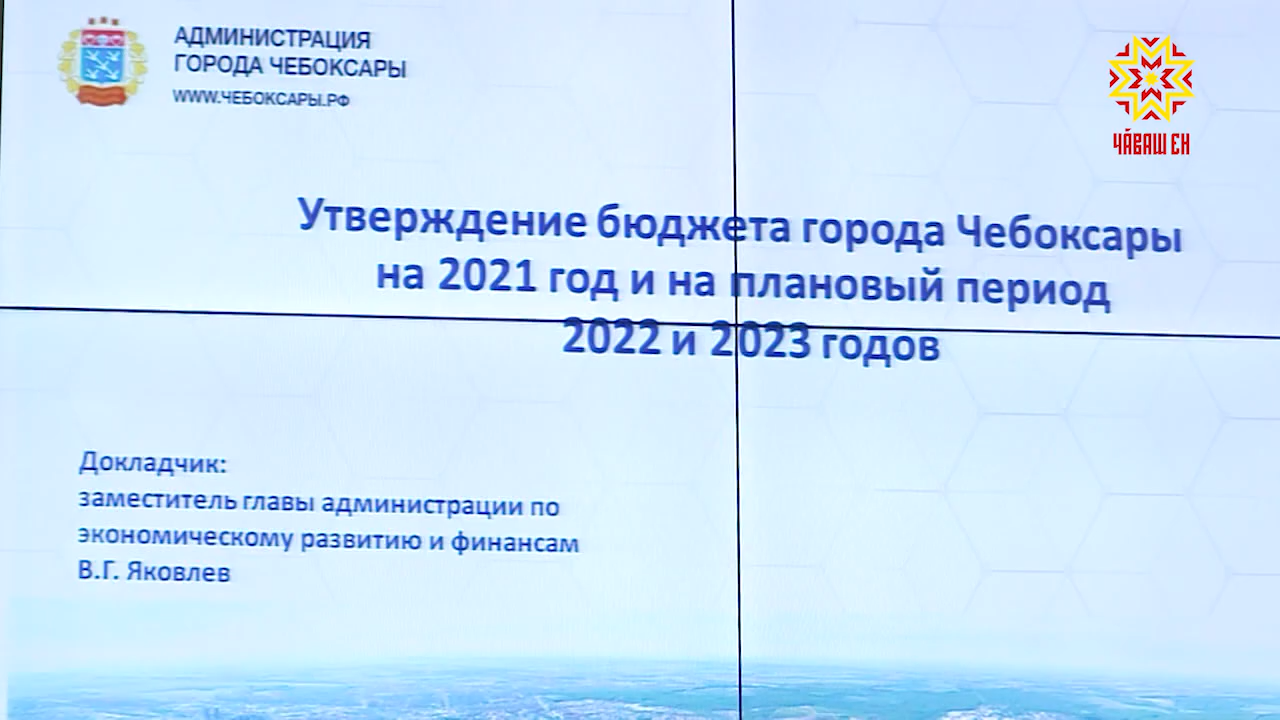 АДМИНИСТРАЦИЯ
ГОРОДА ЧЕБОКСАРЫ
WWW.ЧЕБОКСАРЫ.РФ
ЧӐВАШ ЕН
Утверждение бюджета города Чебоксары
на 2021 год и на плановый период
2022 и 2023 годов
Докладчик:
заместитель главы администрации по
экономическому развитию и финансам
В.Г. Яковлев